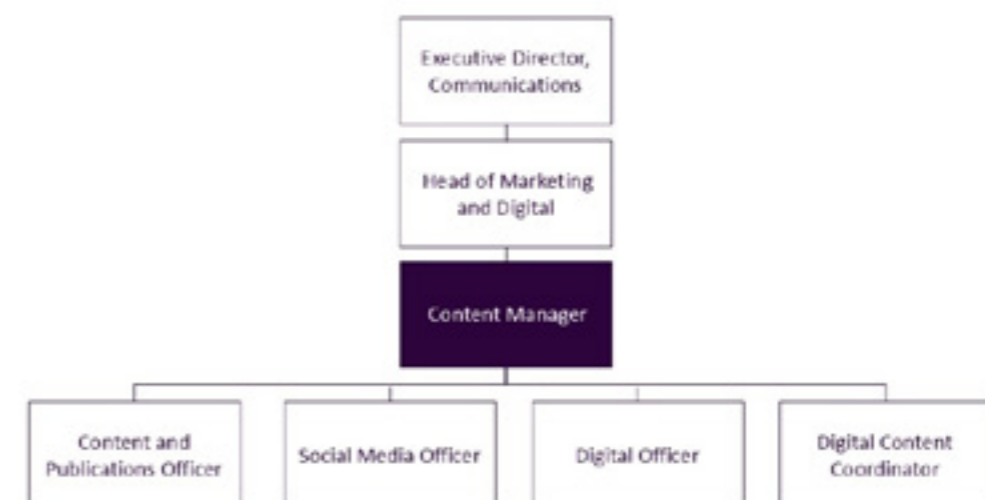 Executive Director,
Communications
Head of Marketing
and Digital
Content Manager
Content and
Publications Officer
Social Media Officer
Digital Officer
Digital Content
Coordinator